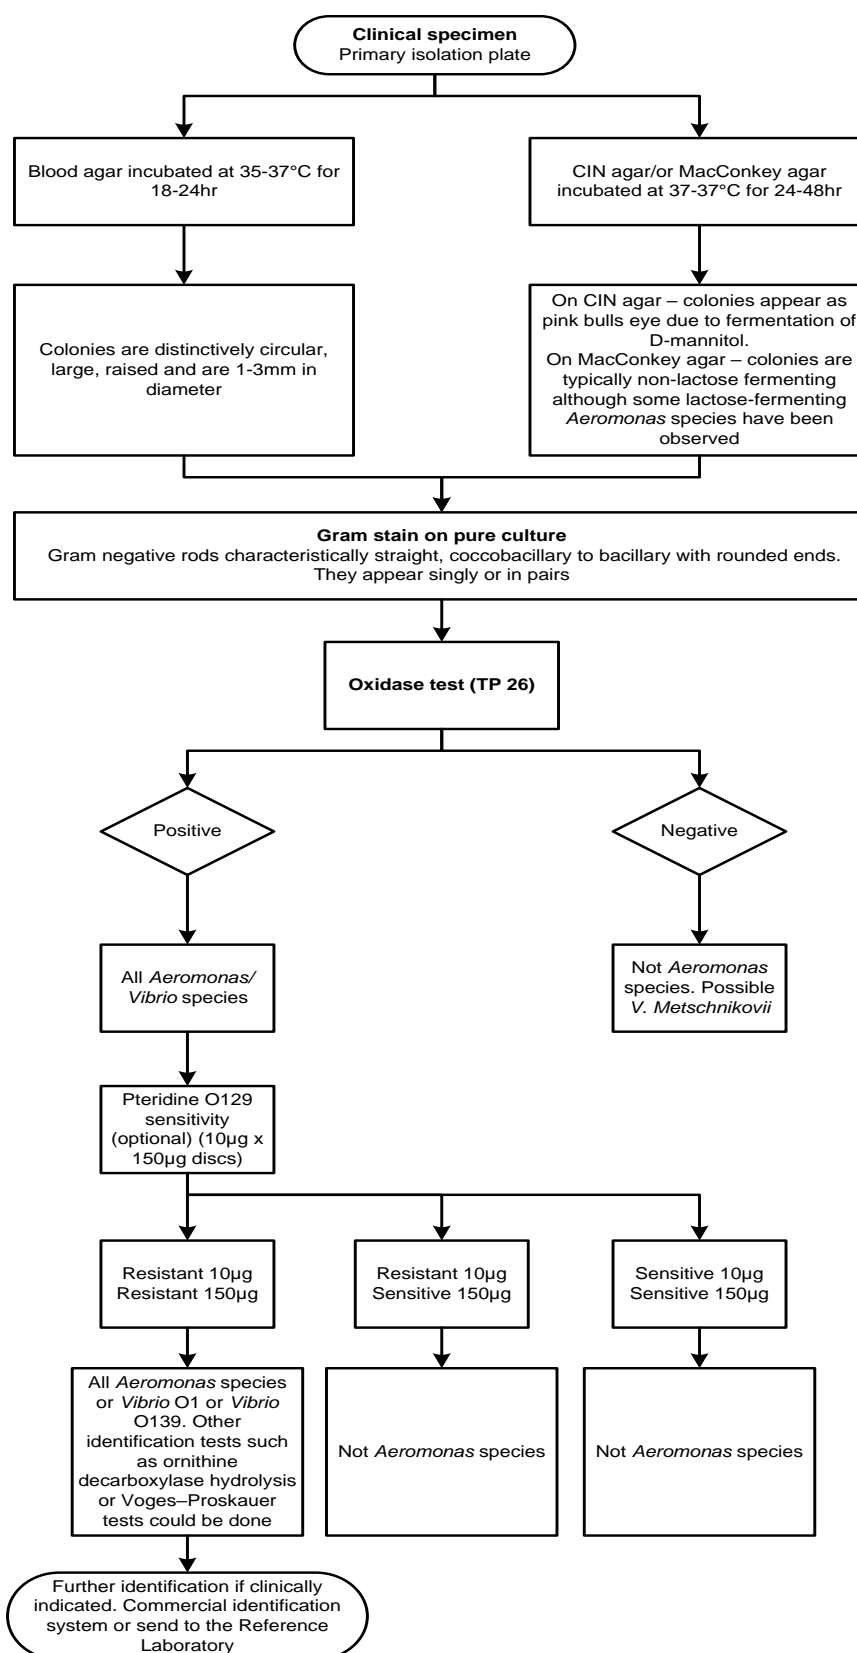 Clinical specimen
Primary isolation plate
Blood agar incubated at 35-37°C for
18-24hr
CIN agar/or MacConkey agar
incubated at 37-37°C for 24-48hr
Colonies are distinctively circular,
large, raised and are 1-3mm in
diameter
On CIN agar – colonies appear as
pink bulls eye due to fermentation of
D-mannitol.
On MacConkey agar – colonies are
typically non-lactose fermenting
although some lactose-fermenting
Aeromonas species have been
observed
Gram stain on pure culture
Gram negative rods characteristically straight, coccobacillary to bacillary with rounded ends.
They appear singly or in pairs
Oxidase test (TP 26)
Positive
Negative
All Aeromonas/
Vibrio species
Not Aeromonas
species. Possible
V. Metschnikovii
Pteridine O129
sensitivity
(optional) (10µg x
150µg discs)
Resistant 10µg
Resistant 150µg
Resistant 10µg
Sensitive 150µg
Sensitive 10µg
Sensitive 150µg
All Aeromonas species
or Vibrio O1 or Vibrio
O139. Other
identification tests such
as ornithine
decarboxylase hydrolysis
or Voges–Proskauer
tests could be done
Not Aeromonas species
Not Aeromonas species
Further identification if clinically
indicated. Commercial identification
system or send to the Reference
Laboratory